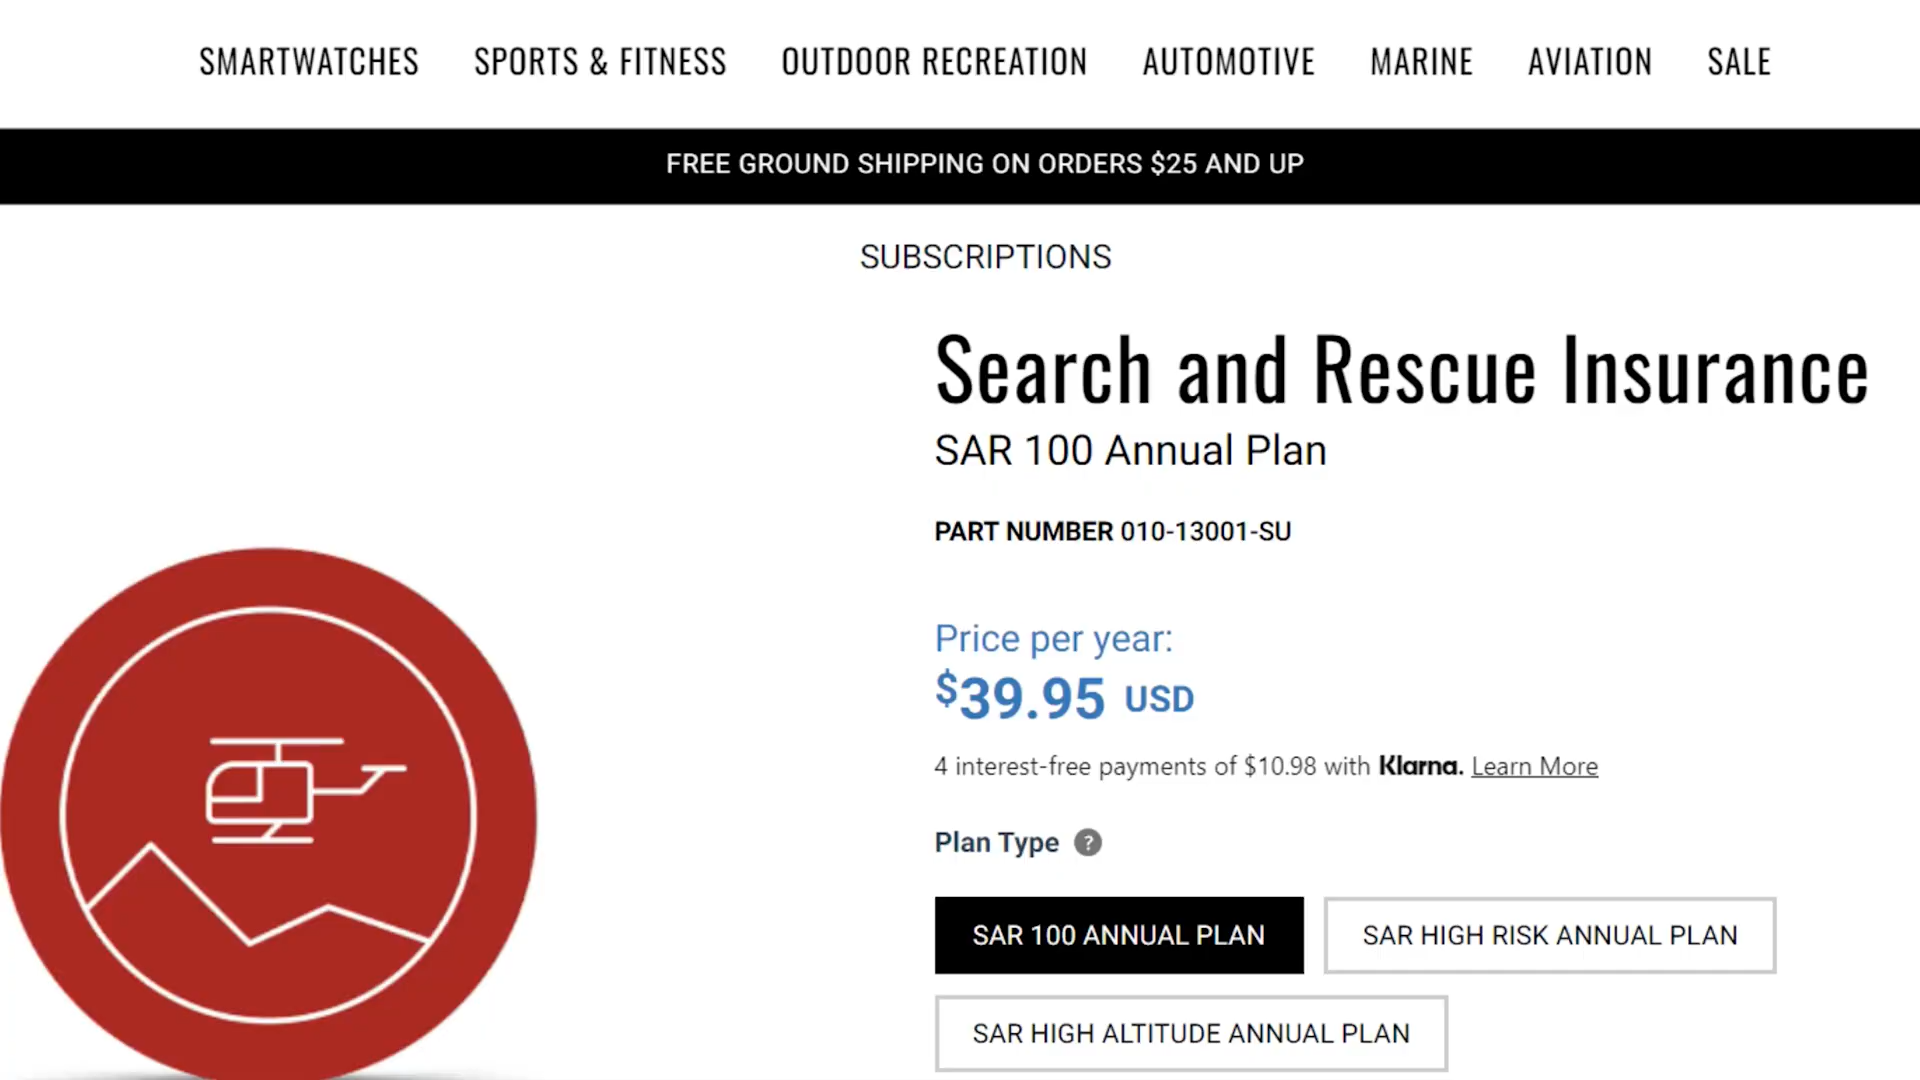 SMARTWATCHES SPORTS & FITNESS OUTDOOR RECREATION AUTOMOTIVE MARINE AVIATION SALE
FREE GROUND SHIPPING ON ORDERS $25 AND UP
SUBSCRIPTIONS
Search and Rescue Insurance
SAR 100 Annual Plan
PART NUMBER 010-13001-SU
Price per year:
$39.95 USD
4 interest-free payments of $10.98 with Klarna. Learn More
Plan Type ?
SAR 100 ANNUAL PLAN SAR HIGH RISK ANNUAL PLAN
SAR HIGH ALTITUDE ANNUAL PLAN